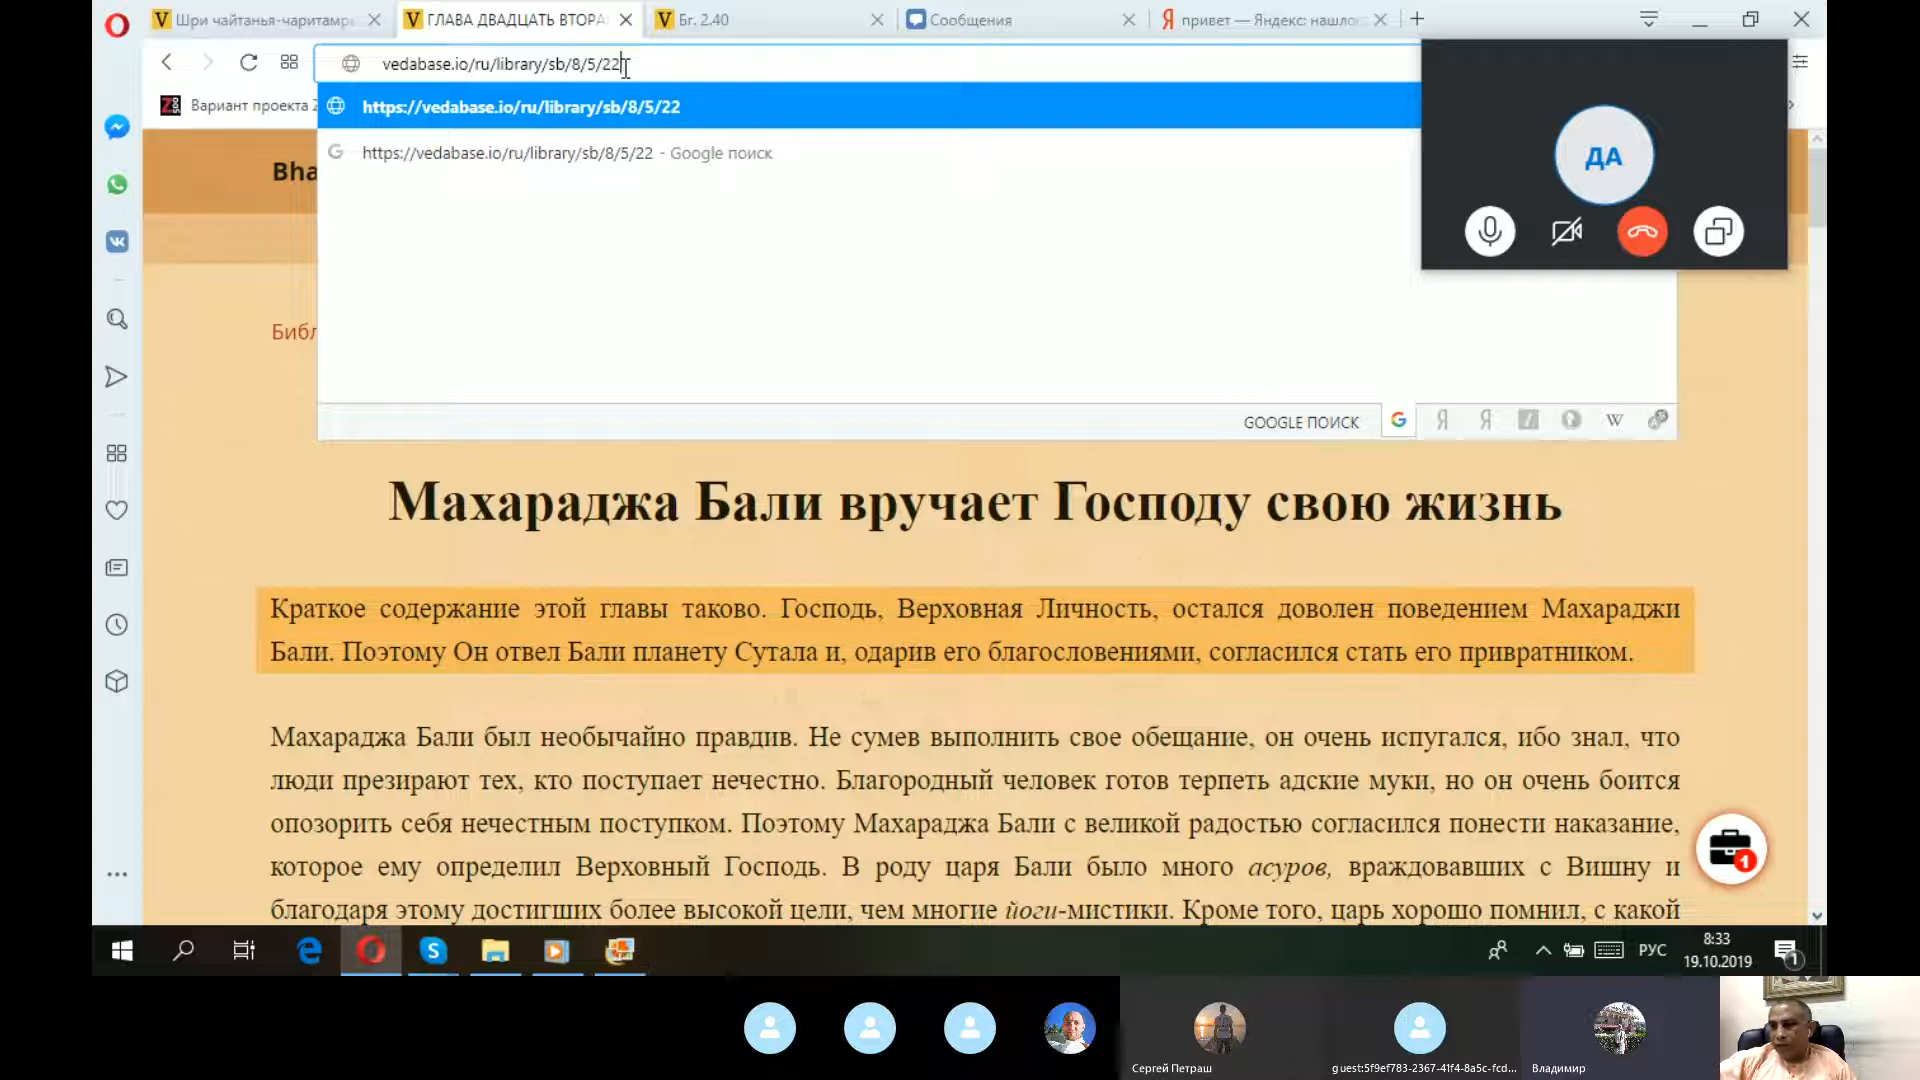 Шри чайтанья-чаритамр
ГЛАВА ДВАДЦАТЬ ВТОРА
Бг. 2.40
Сообщения
привет — Яндекс: нашло
vedabase.io/ru/library/sb/8/5/22
Вариант проекта Z
https://vedabase.io/ru/library/sb/8/5/22
https://vedabase.io/ru/library/sb/8/5/22 - Google поиск
ДА
Bha
Библ
GOOGLE ПОИСК
Махараджа Бали вручает Господу свою жизнь
Краткое содержание этой главы таково. Господь, Верховная Личность, остался доволен поведением Махараджи
Бали. Поэтому Он отвел Бали планету Сутала и, одарив его благословениями, согласился стать его привратником.
Махараджа Бали был необычайно правдив. Не сумев выполнить свое обещание, он очень испугался, ибо знал, что
люди презирают тех, кто поступает нечестно. Благородный человек готов терпеть адские муки, но он очень боится
опозорить себя нечестным поступком. Поэтому Махараджа Бали с великой радостью согласился понести наказание,
которое ему определил Верховный Господь. В роду царя Бали было много асуров, враждовавших с Вишну и
благодаря этому достигших более высокой цели, чем многие йоги-мистики. Кроме того, царь хорошо помнил, с какой
1
РУС
8:33
19.10.2019
1
Сергей Петраш
guest:5f9ef783-2367-41f4-8a5c-fcd...
Владимир